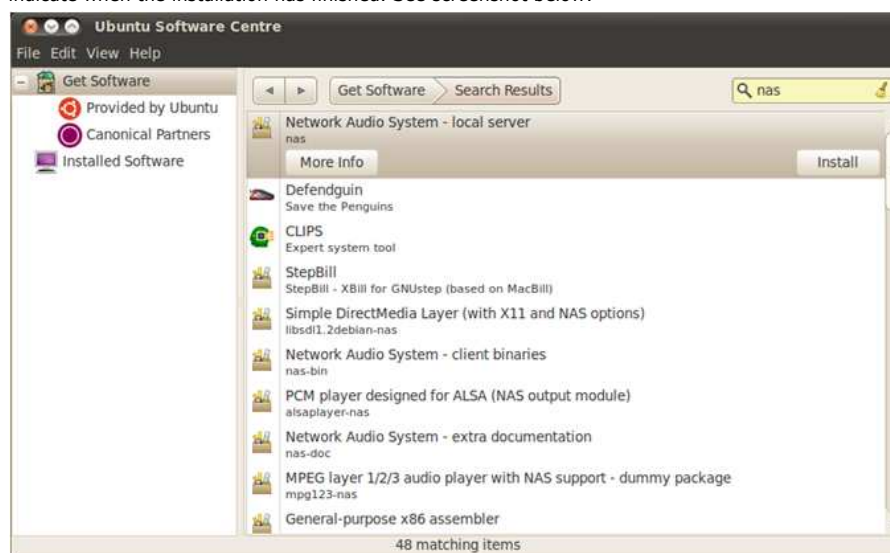 Ubuntu Software Centre
File Edit View Help
Get Software
Provided by Ubuntu
Canonical Partners
Installed Software
Get Software Search Results
nas
Network Audio System - local server
nas
More Info Install
Defendguin
Save the Penguins
CLIPS
Expert system tool
StepBill
StepBill - XBill for GNUstep (based on MacBill)
Simple DirectMedia Layer (with X11 and NAS options)
libsdl1.2debian-nas
Network Audio System - client binaries
nas-bin
PCM player designed for ALSA (NAS output module)
alsaplayer-nas
Network Audio System - extra documentation
nas-doc
MPEG layer 1/2/3 audio player with NAS support - dummy package
mpg123-nas
General-purpose x86 assembler
48 matching items